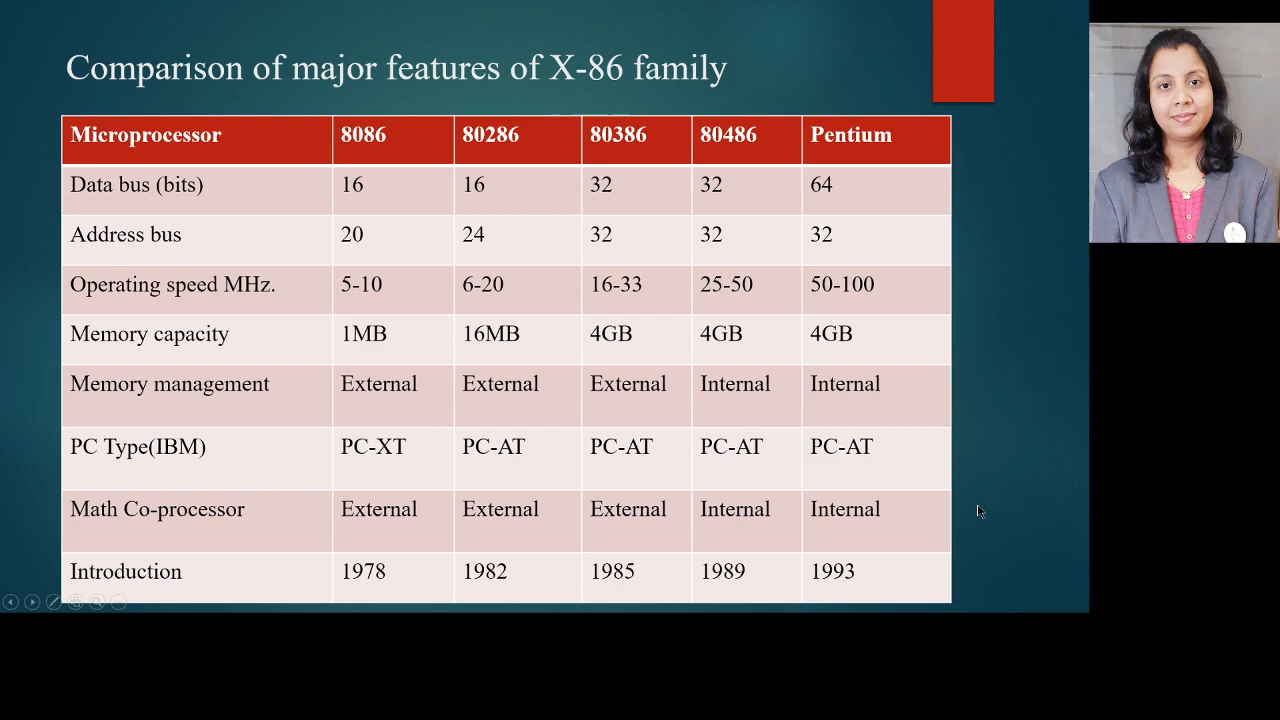 Comparison of major features of X-86 family
Microprocessor 8086 80286 80386 80486 Pentium
Data bus (bits) 16 16 32 32 64
Address bus 20 24 32 32 32
Operating speed MHz. 5-10 6-20 16-33 25-50 50-100
Memory capacity 1MB 16MB 4GB 4GB 4GB
Memory management External External External Internal Internal
PC Type(IBM) PC-XT PC-AT PC-AT PC-AT PC-AT
Math Co-processor External External External Internal Internal
Introduction 1978 1982 1985 1989 1993